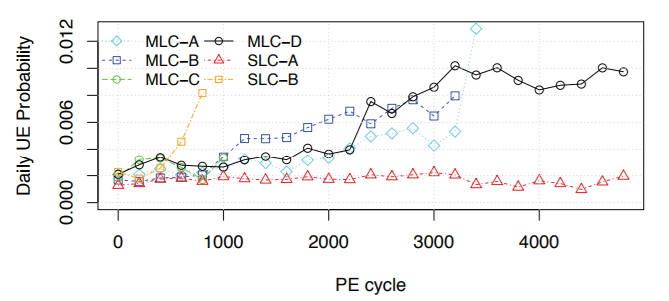 0.012
0.006
0.000
Daily UE Probability
MLC−A
MLC−D
MLC−B
SLC−A
MLC−C
SLC−B
0 1000 2000 3000 4000
PE cycle